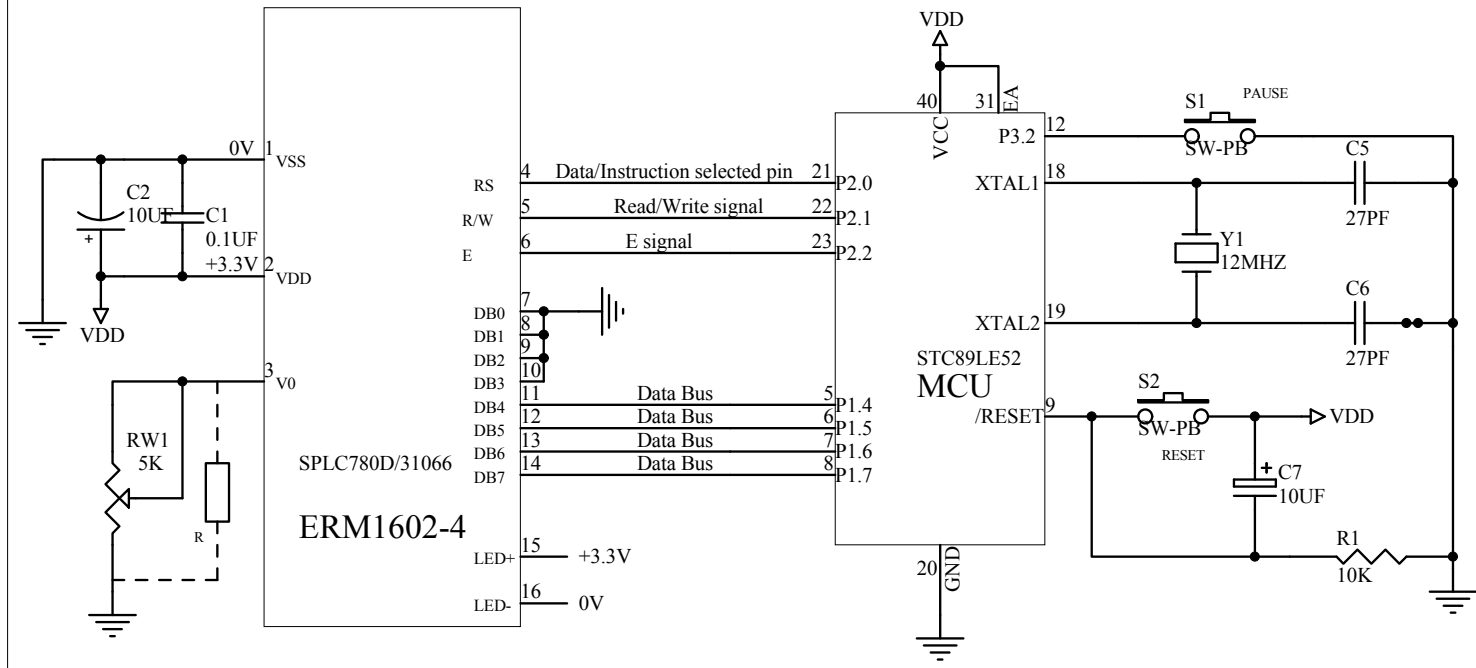 0V
1
VSS
C2
10UF
C1
0.1UF
+3.3V
2
VDD
VDD
3
V0
RW1
5K
R
SPLC780D/31066
ERM1602-4
RS
4
Data/Instruction selected pin
21
P2.0
R/W
5
Read/Write signal
22
P2.1
E
6
E signal
23
P2.2
DB0
7
DB1
8
DB2
9
DB3
10
DB4
11
Data Bus
5
P1.4
DB5
12
Data Bus
6
P1.5
DB6
13
Data Bus
7
P1.6
DB7
14
Data Bus
8
P1.7
LED+
15
+3.3V
LED-
16
0V
VDD
40
VCC
31
EA
P3.2
12
S1
PAUSE
SW-PB
XTAL1
18
C5
27PF
Y1
12MHZ
XTAL2
19
C6
27PF
STC89LE52
MCU
/RESET
9
S2
SW-PB
RESET
VDD
C7
+
10UF
R1
10K
20
GND
+